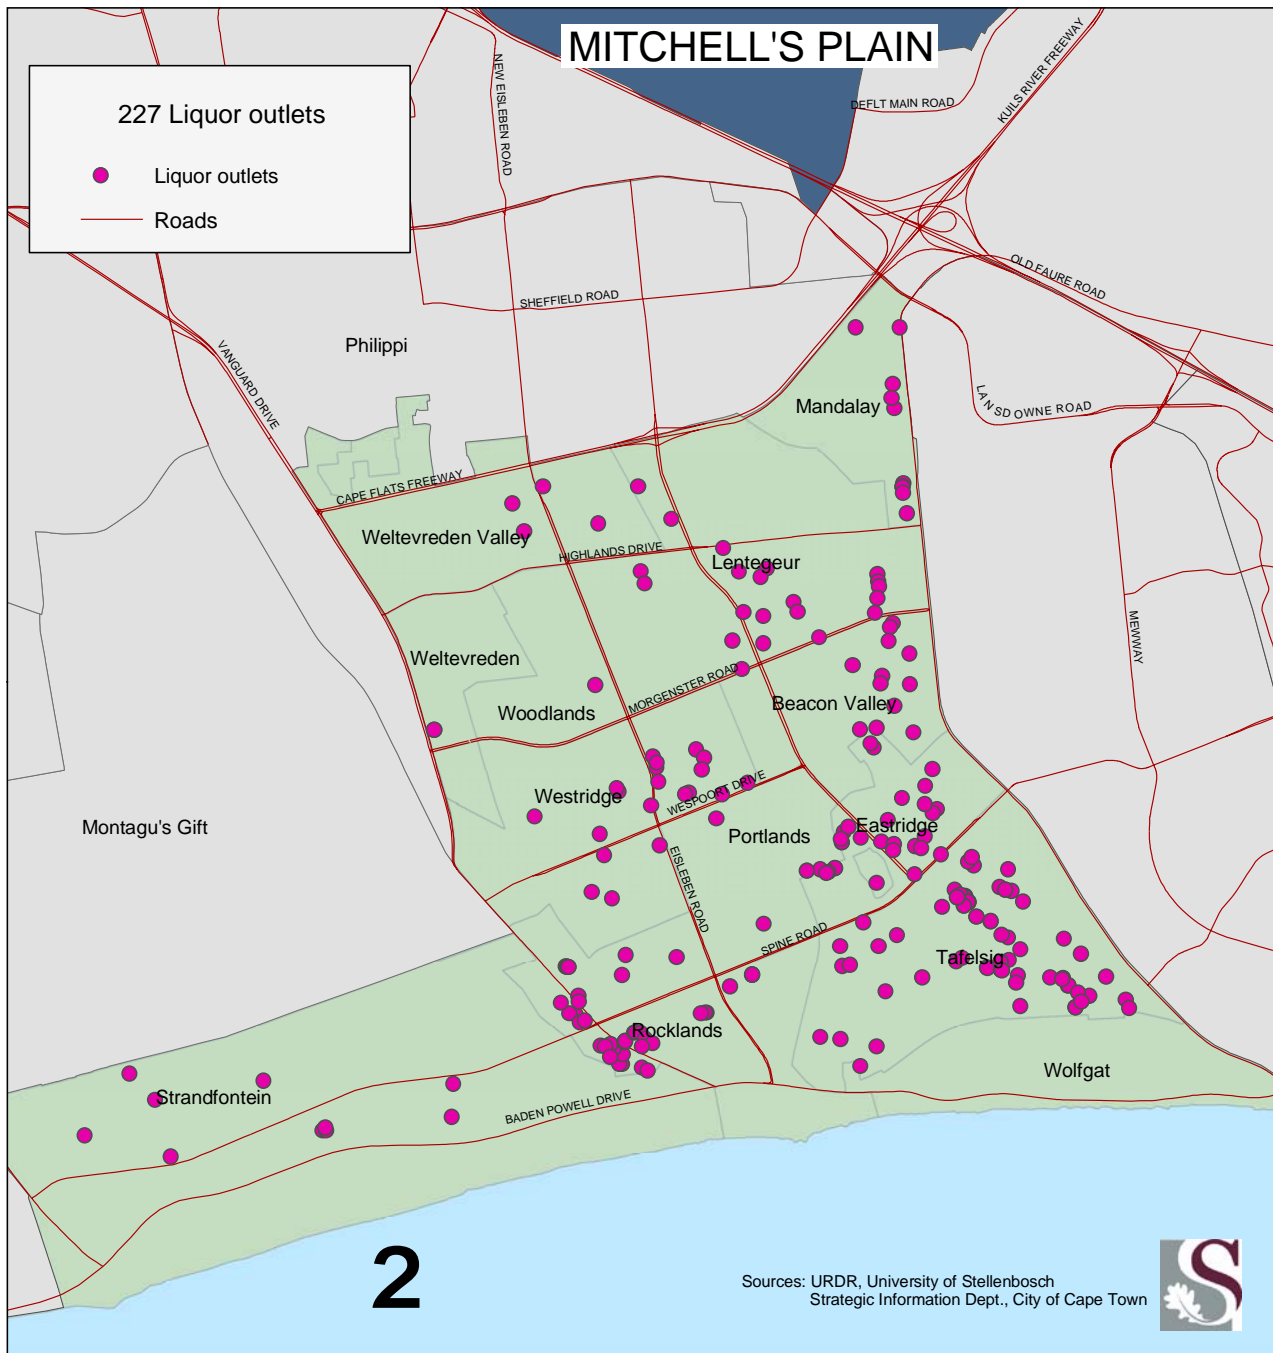 MITCHELL'S PLAIN
227 Liquor outlets
Liquor outlets
Roads
NEW EISLEBEN ROAD
DEFLT MAIN ROAD
KUILS RIVER FREEWAY
OLD FAURE ROAD
SHEFFIELD ROAD
Philippi
VANGUARD DRIVE
LANSDOWNE ROAD
Mandalay
CAPE FLATS FREEWAY
Weltevreden Valley
HIGHLANDS DRIVE
Lentegeur
MEWWAY
Weltevreden
MORGENSTER ROAD
Woodlands
Beacon Valley
Westridge
WESPOORT DRIVE
Montagu's Gift
Portlands
Eastridge
EISLEBEN ROAD
SPINE ROAD
Tafelsig
Rocklands
Wolfgat
Strandfontein
BADEN POWELL DRIVE
2
Sources: URDR, University of Stellenbosch
Strategic Information Dept., City of Cape Town
S